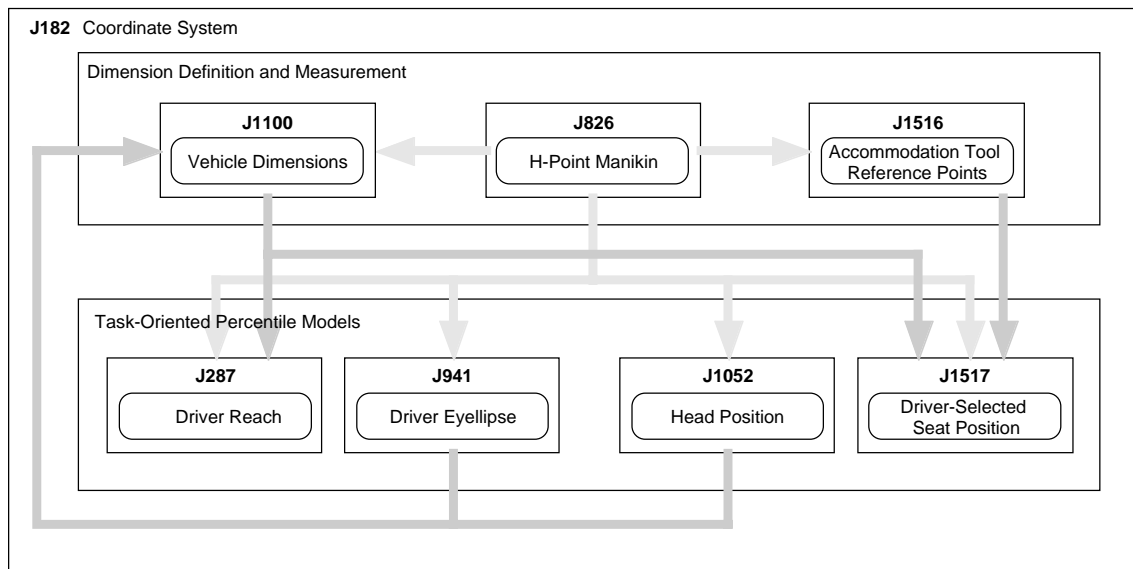 J182 Coordinate System
Dimension Definition and Measurement
J1100
Vehicle Dimensions
J826
H-Point Manikin
J1516
Accommodation Tool
Reference Points
Task-Oriented Percentile Models
J287
Driver Reach
J941
Driver Eyellipse
J1052
Head Position
J1517
Driver-Selected
Seat Position